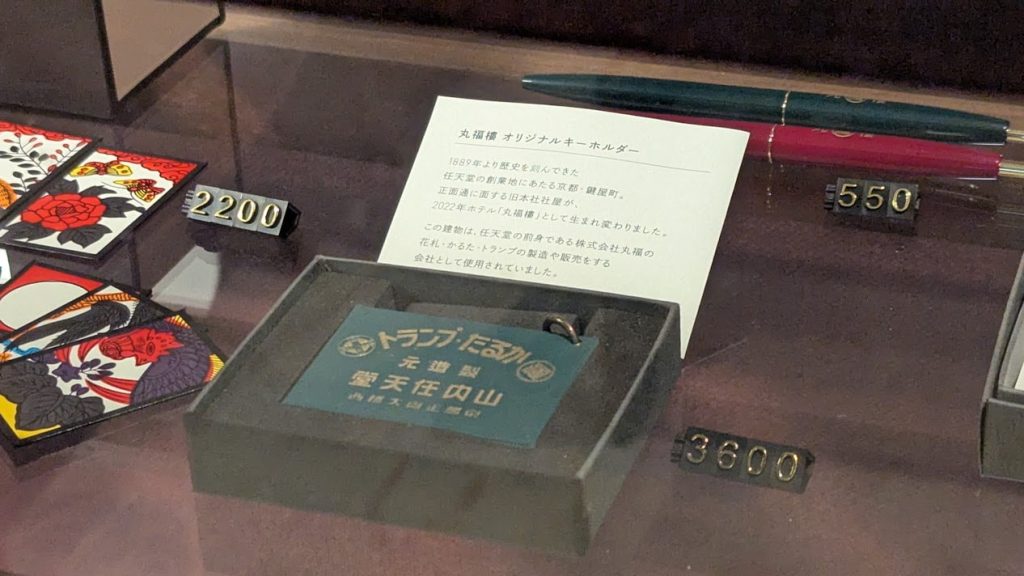 丸福樓 オリジナルキーホルダー
1889年より歴史を刻んできた
任天堂の創業地にあたる京都・鍵屋町。
正面通に面する旧本社社屋が、
2022年ホテル「丸福樓」として生まれ変わりました。
この建物は、任天堂の前身である株式会社丸福の
花札・かるた・トランプの製造や販売をする
会社として使用されていました。
2200
550
トランプ・たるか
元造製
堂天任内山
西橋大面正都京
3600